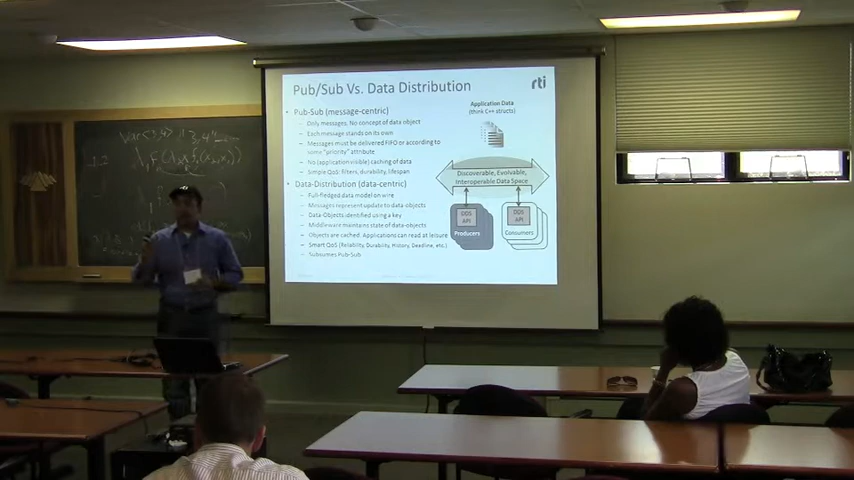 Pub/Sub Vs. Data Distribution
rti
Pub-Sub (message-centric)
– Only messages. No concept of data object
– Each message stands on its own
– Messages must be delivered FIFO or according to
some "priority" attribute
– No (application visible) caching of data
– Simple QoS: filters, durability, lifespan
Data-Distribution (data-centric)
– Full-fledged data model on wire
– Messages represent update to data-objects
– Data-Objects identified using a key
– Middleware maintains state of data-objects
– Objects are cached. Applications can read at leisure
– Smart QoS (Reliability, Durability, History, Deadline, etc.)
– Subsumes Pub-Sub
Application Data
(think C++ structs)
Discoverable, Evolvable,
Interoperable Data Space
DDS
API
Producers
DDS
API
Consumers